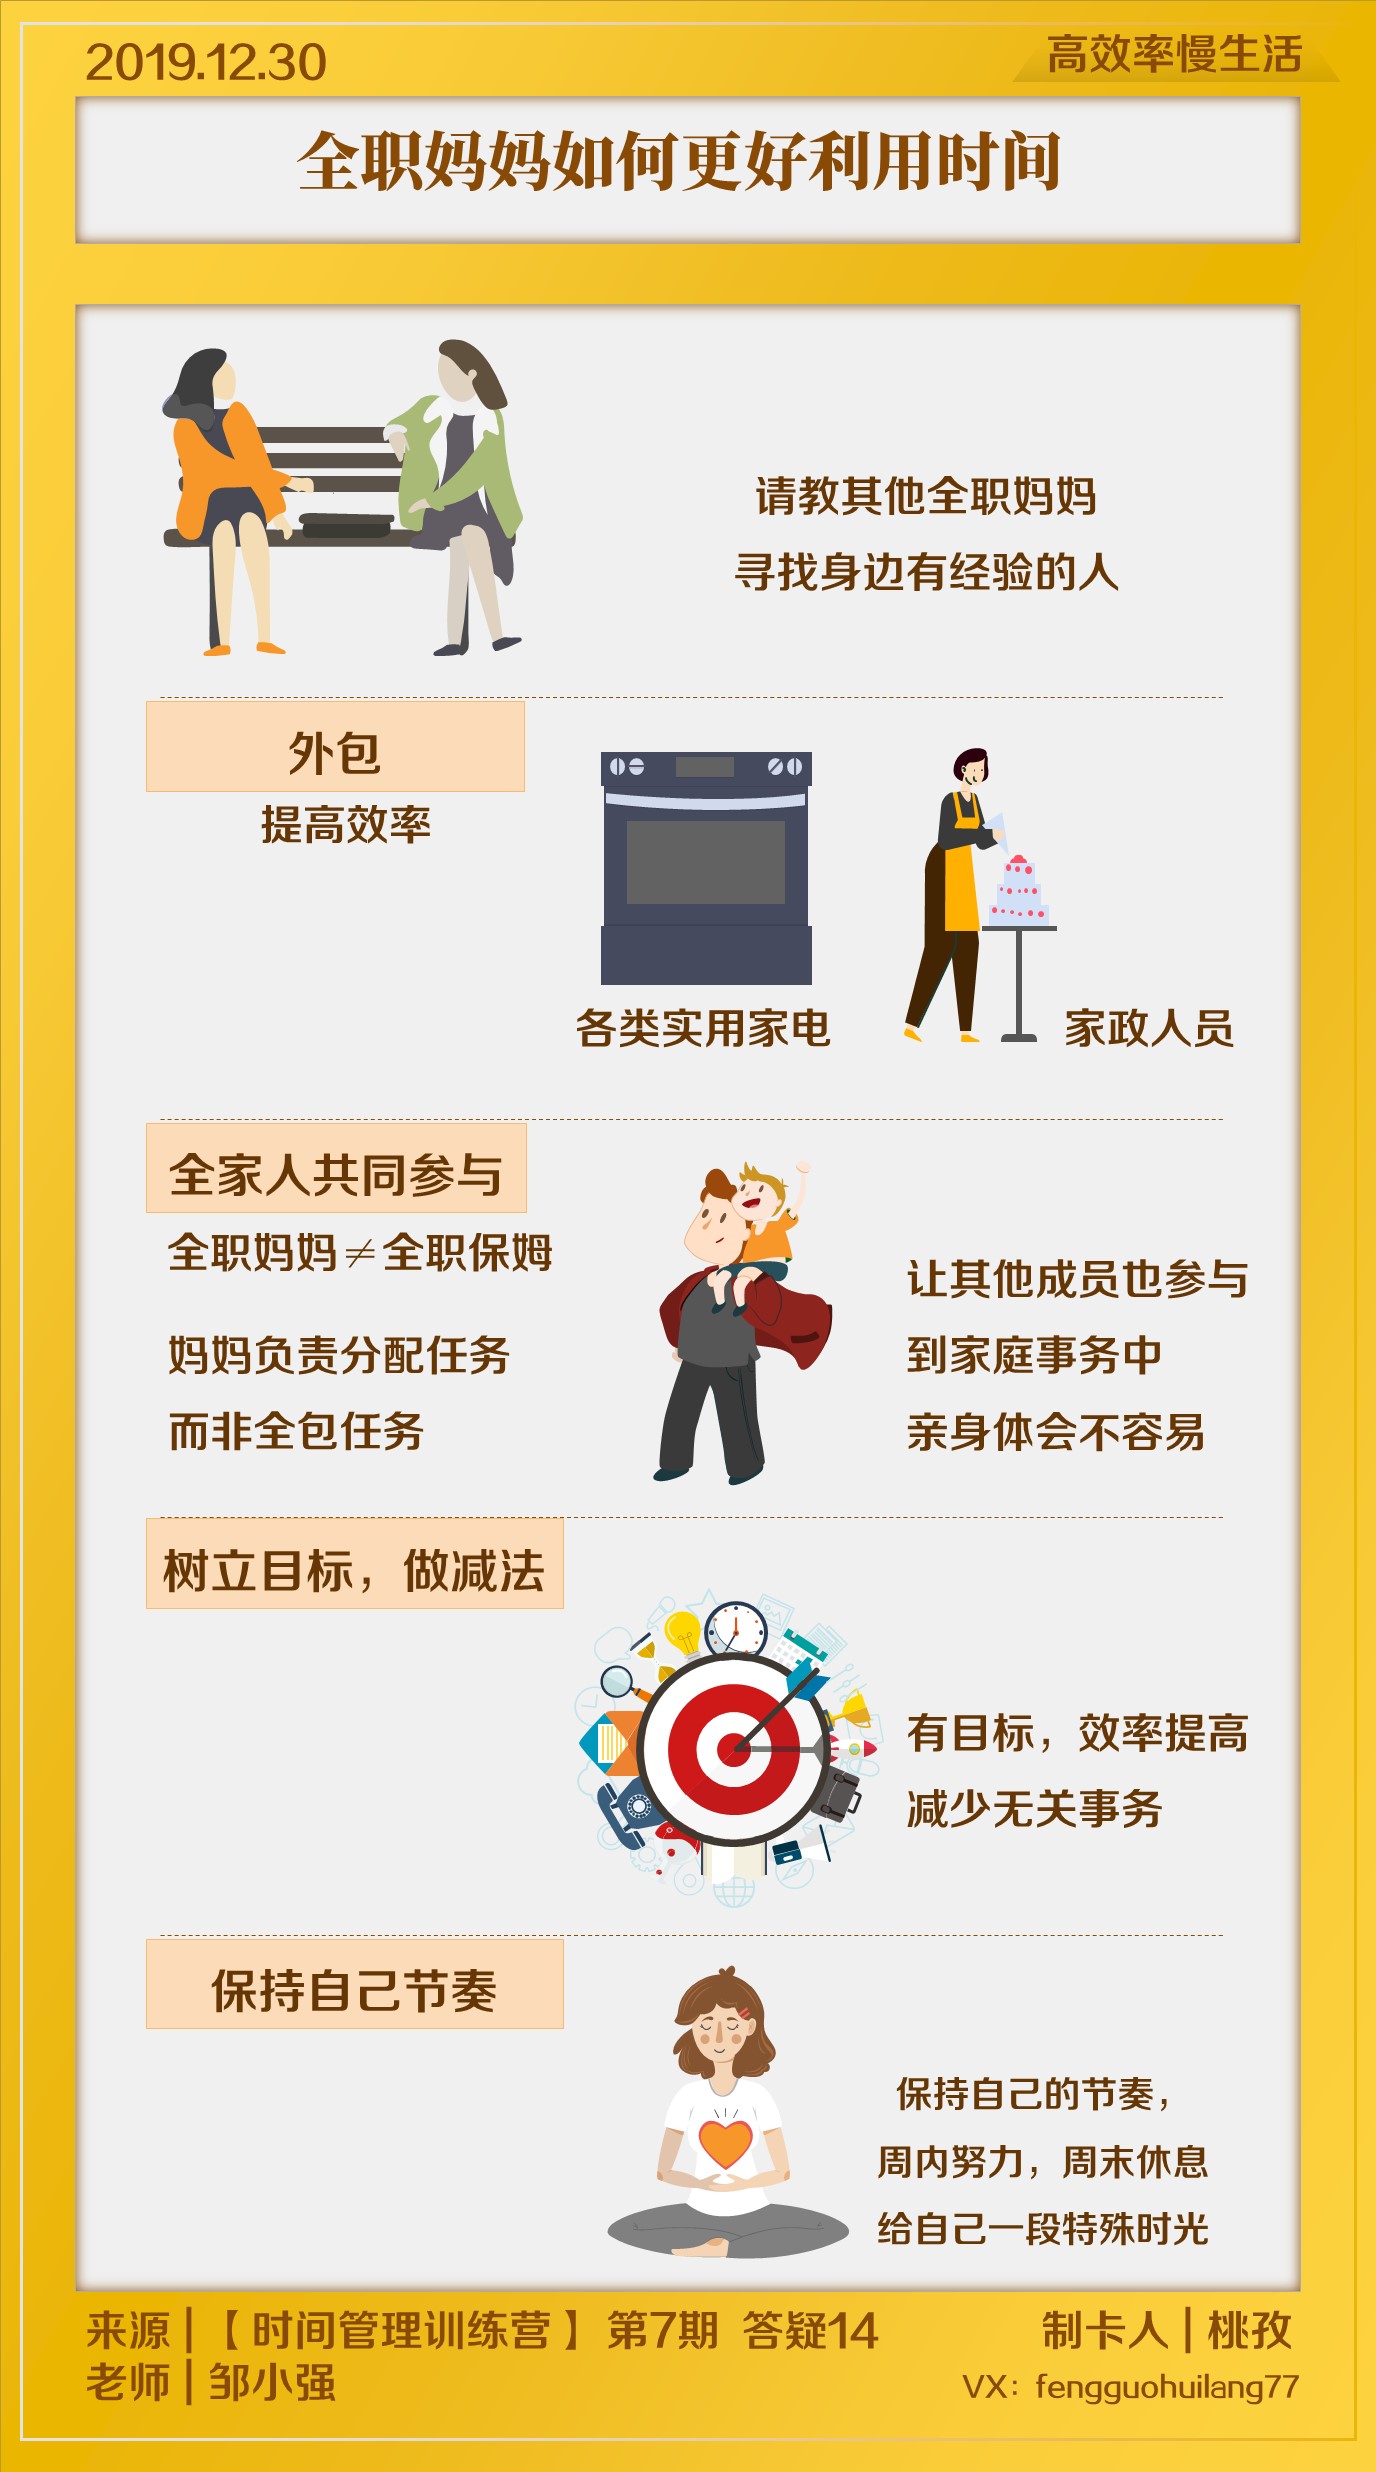 2019.12.30
高效率慢生活
全职妈妈如何更好利用时间
请教其他全职妈妈
寻找身边有经验的人
外包
提高效率
各类实用家电
家政人员
全家人共同参与
全职妈妈≠全职保姆
妈妈负责分配任务
而非全包任务
让其他成员也参与
到家庭事务中
亲身体会不容易
树立目标，做减法
有目标，效率提高
减少无关事务
保持自己节奏
保持自己的节奏，
周内努力，周末休息
给自己一段特殊时光
来源|【时间管理训练营】第7期 答疑14
老师|邹小强
制卡人|桃孜
VX：fengguohuilang77